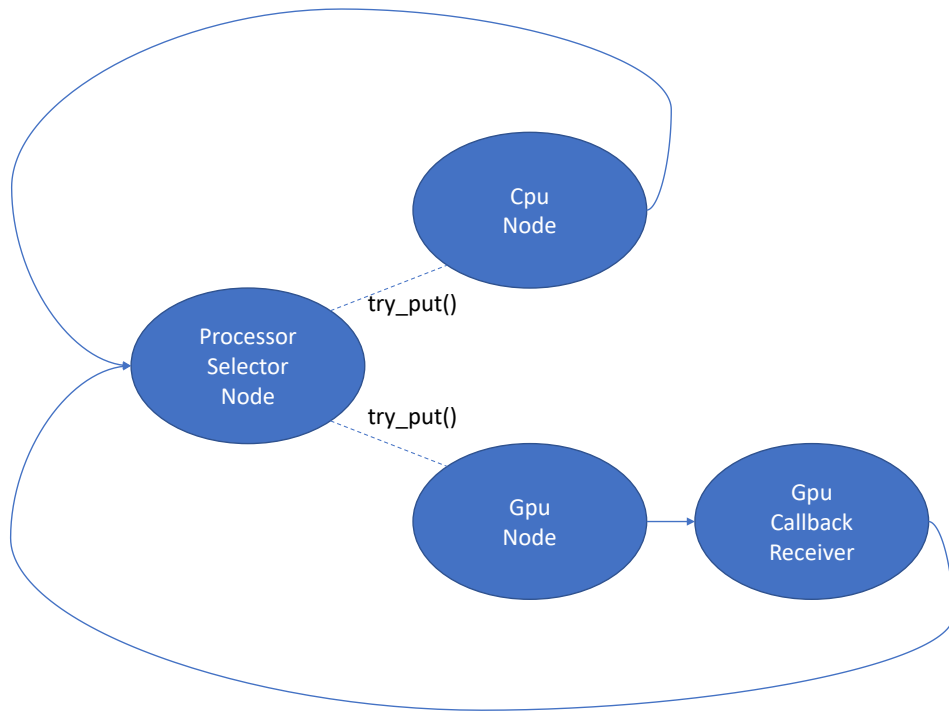 Cpu
Node
try_put()
Processor
Selector
Node
try_put()
Gpu
Node
Gpu
Callback
Receiver